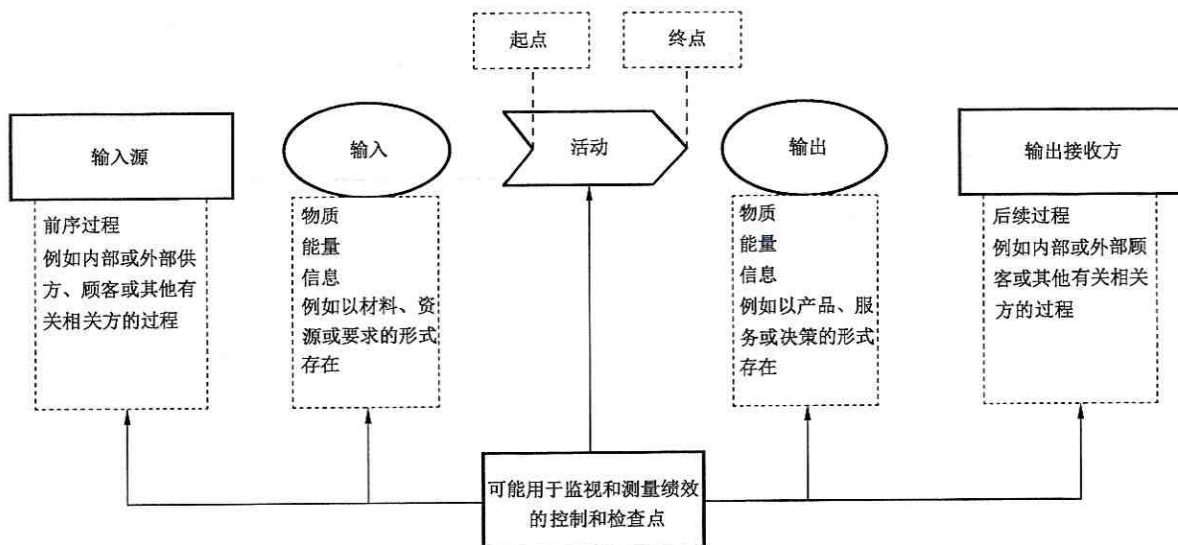 起点
终点
输入源
输入
活动
输出
输出接收方
前序过程
例如内部或外部供
方、顾客或其他有
关相关方的过程
物质
能量
信息
例如以材料、资
源或要求的形式
存在
物质
能量
信息
例如以产品、服
务或决策的形式
存在
后续过程
例如内部或外部顾
客或其他有关相关
方的过程
可能用于监视和测量绩效
的控制和检查点